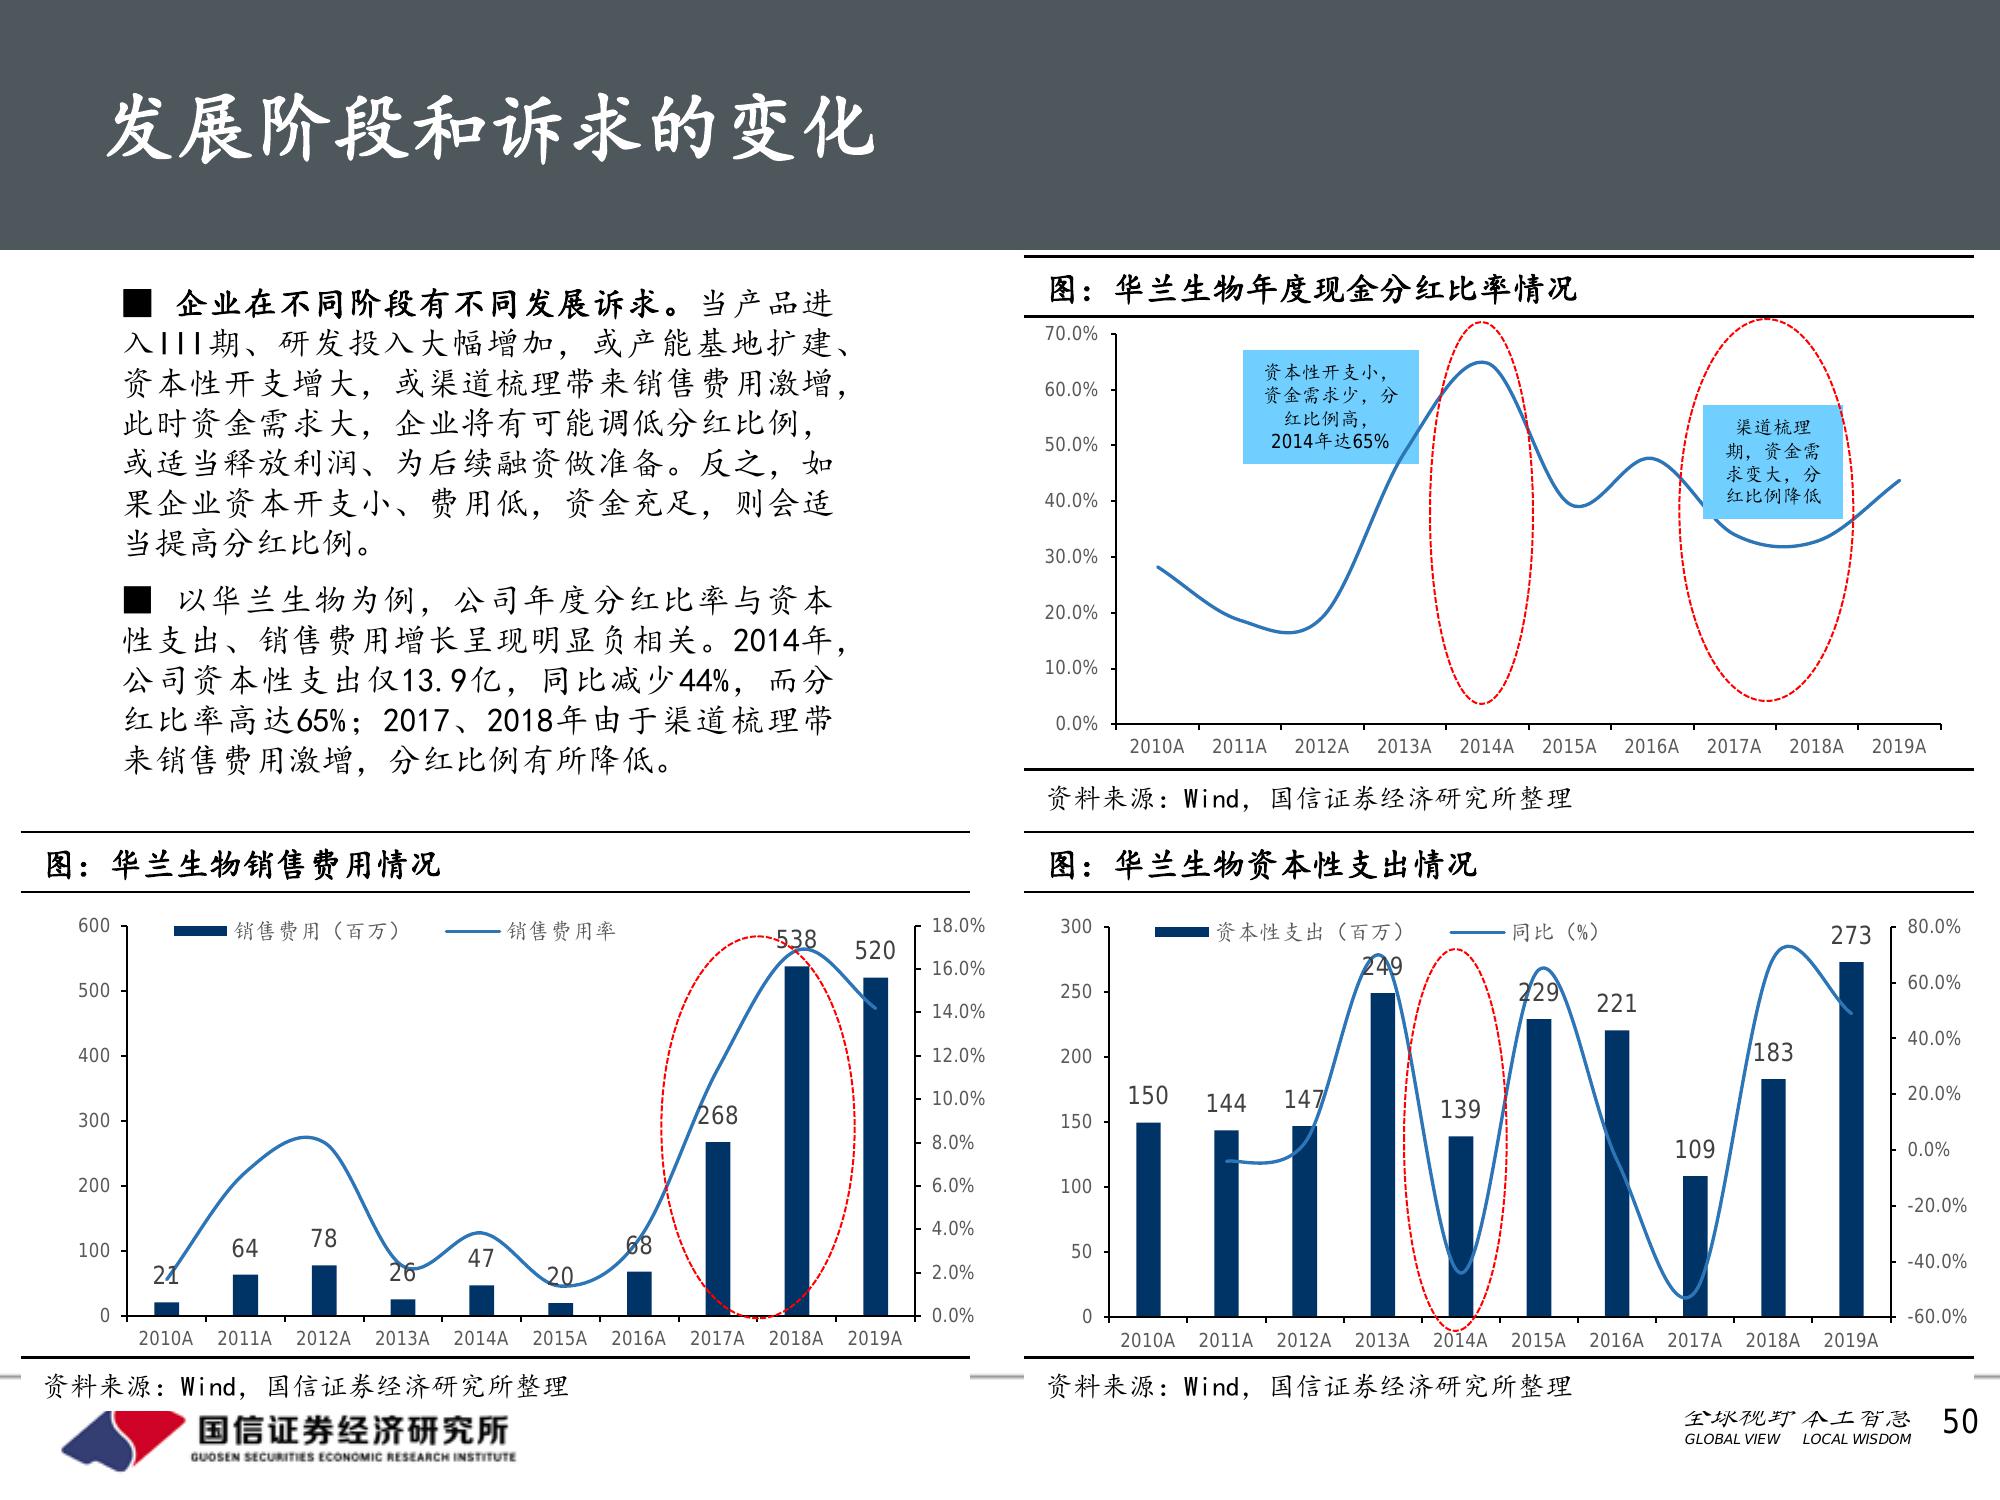 发展阶段和诉求的变化
■ 企业在不同阶段有不同发展诉求。当产品进
入III期、研发投入大幅增加，或产能基地扩建、
资本性开支增大，或渠道梳理带来销售费用激增，
此时资金需求大，企业将有可能调低分红比例，
或适当释放利润、为后续融资做准备。反之，如
果企业资本开支小、费用低，资金充足，则会适
当提高分红比例。
■ 以华兰生物为例，公司年度分红比率与资本
性支出、销售费用增长呈现明显负相关。2014年，
公司资本性支出仅13.9亿，同比减少44%，而分
红比率高达65%；2017、2018年由于渠道梳理带
来销售费用激增，分红比例有所降低。
图：华兰生物年度现金分红比率情况
70.0%
60.0%
50.0%
40.0%
30.0%
20.0%
10.0%
0.0%
资本性开支小，
资金需求少，分
红比例高，
2014年达65%
渠道梳理
期，资金需
求变大，分
红比例降低
2010A 2011A 2012A 2013A 2014A 2015A 2016A 2017A 2018A 2019A
资料来源：Wind，国信证券经济研究所整理
图：华兰生物销售费用情况
销售费用（百万） 销售费用率
600
500
400
300
200
100
0
21 64 78 26 47 20 68 268 538 520
18.0%
16.0%
14.0%
12.0%
10.0%
8.0%
6.0%
4.0%
2.0%
0.0%
2010A 2011A 2012A 2013A 2014A 2015A 2016A 2017A 2018A 2019A
资料来源：Wind，国信证券经济研究所整理
图：华兰生物资本性支出情况
资本性支出（百万） 同比（%）
300
250
200
150
100
50
0
150 144 147 249 139 229 221 109 183 273
80.0%
60.0%
40.0%
20.0%
0.0%
-20.0%
-40.0%
-60.0%
2010A 2011A 2012A 2013A 2014A 2015A 2016A 2017A 2018A 2019A
资料来源：Wind，国信证券经济研究所整理
国信证券经济研究所
GUOSEN SECURITIES ECONOMIC RESEARCH INSTITUTE
全球视野 本土智慧
GLOBAL VIEW LOCAL WISDOM
50